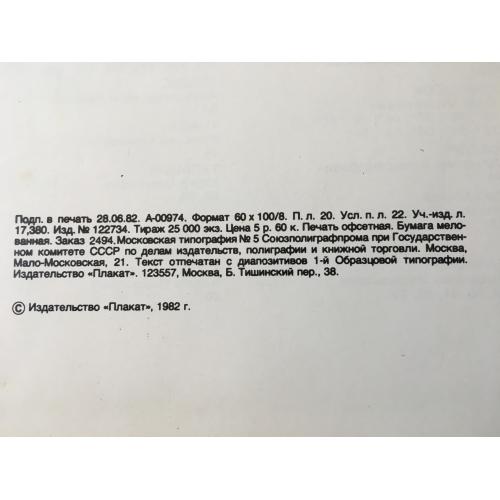 Подп. в печать 28.06.82. А-00974. Формат 60 х 100/8. П. л. 20. Усл. п. л. 22. Уч.-изд. л.
17,380. Изд. № 122734. Тираж 25 000 экз. Цена 5 р. 60 к. Печать офсетная. Бумага мело-
ванная. Заказ 2494. Московская типография № 5 Союзполиграфпрома при Государствен-
ном комитете СССР по делам издательств, полиграфии и книжной торговли. Москва,
Мало-Московская, 21. Текст отпечатан с диапозитивов 1-й Образцовой типографии.
Издательство «Плакат». 123557, Москва, Б. Тишинский пер., 38.
© Издательство «Плакат», 1982 г.